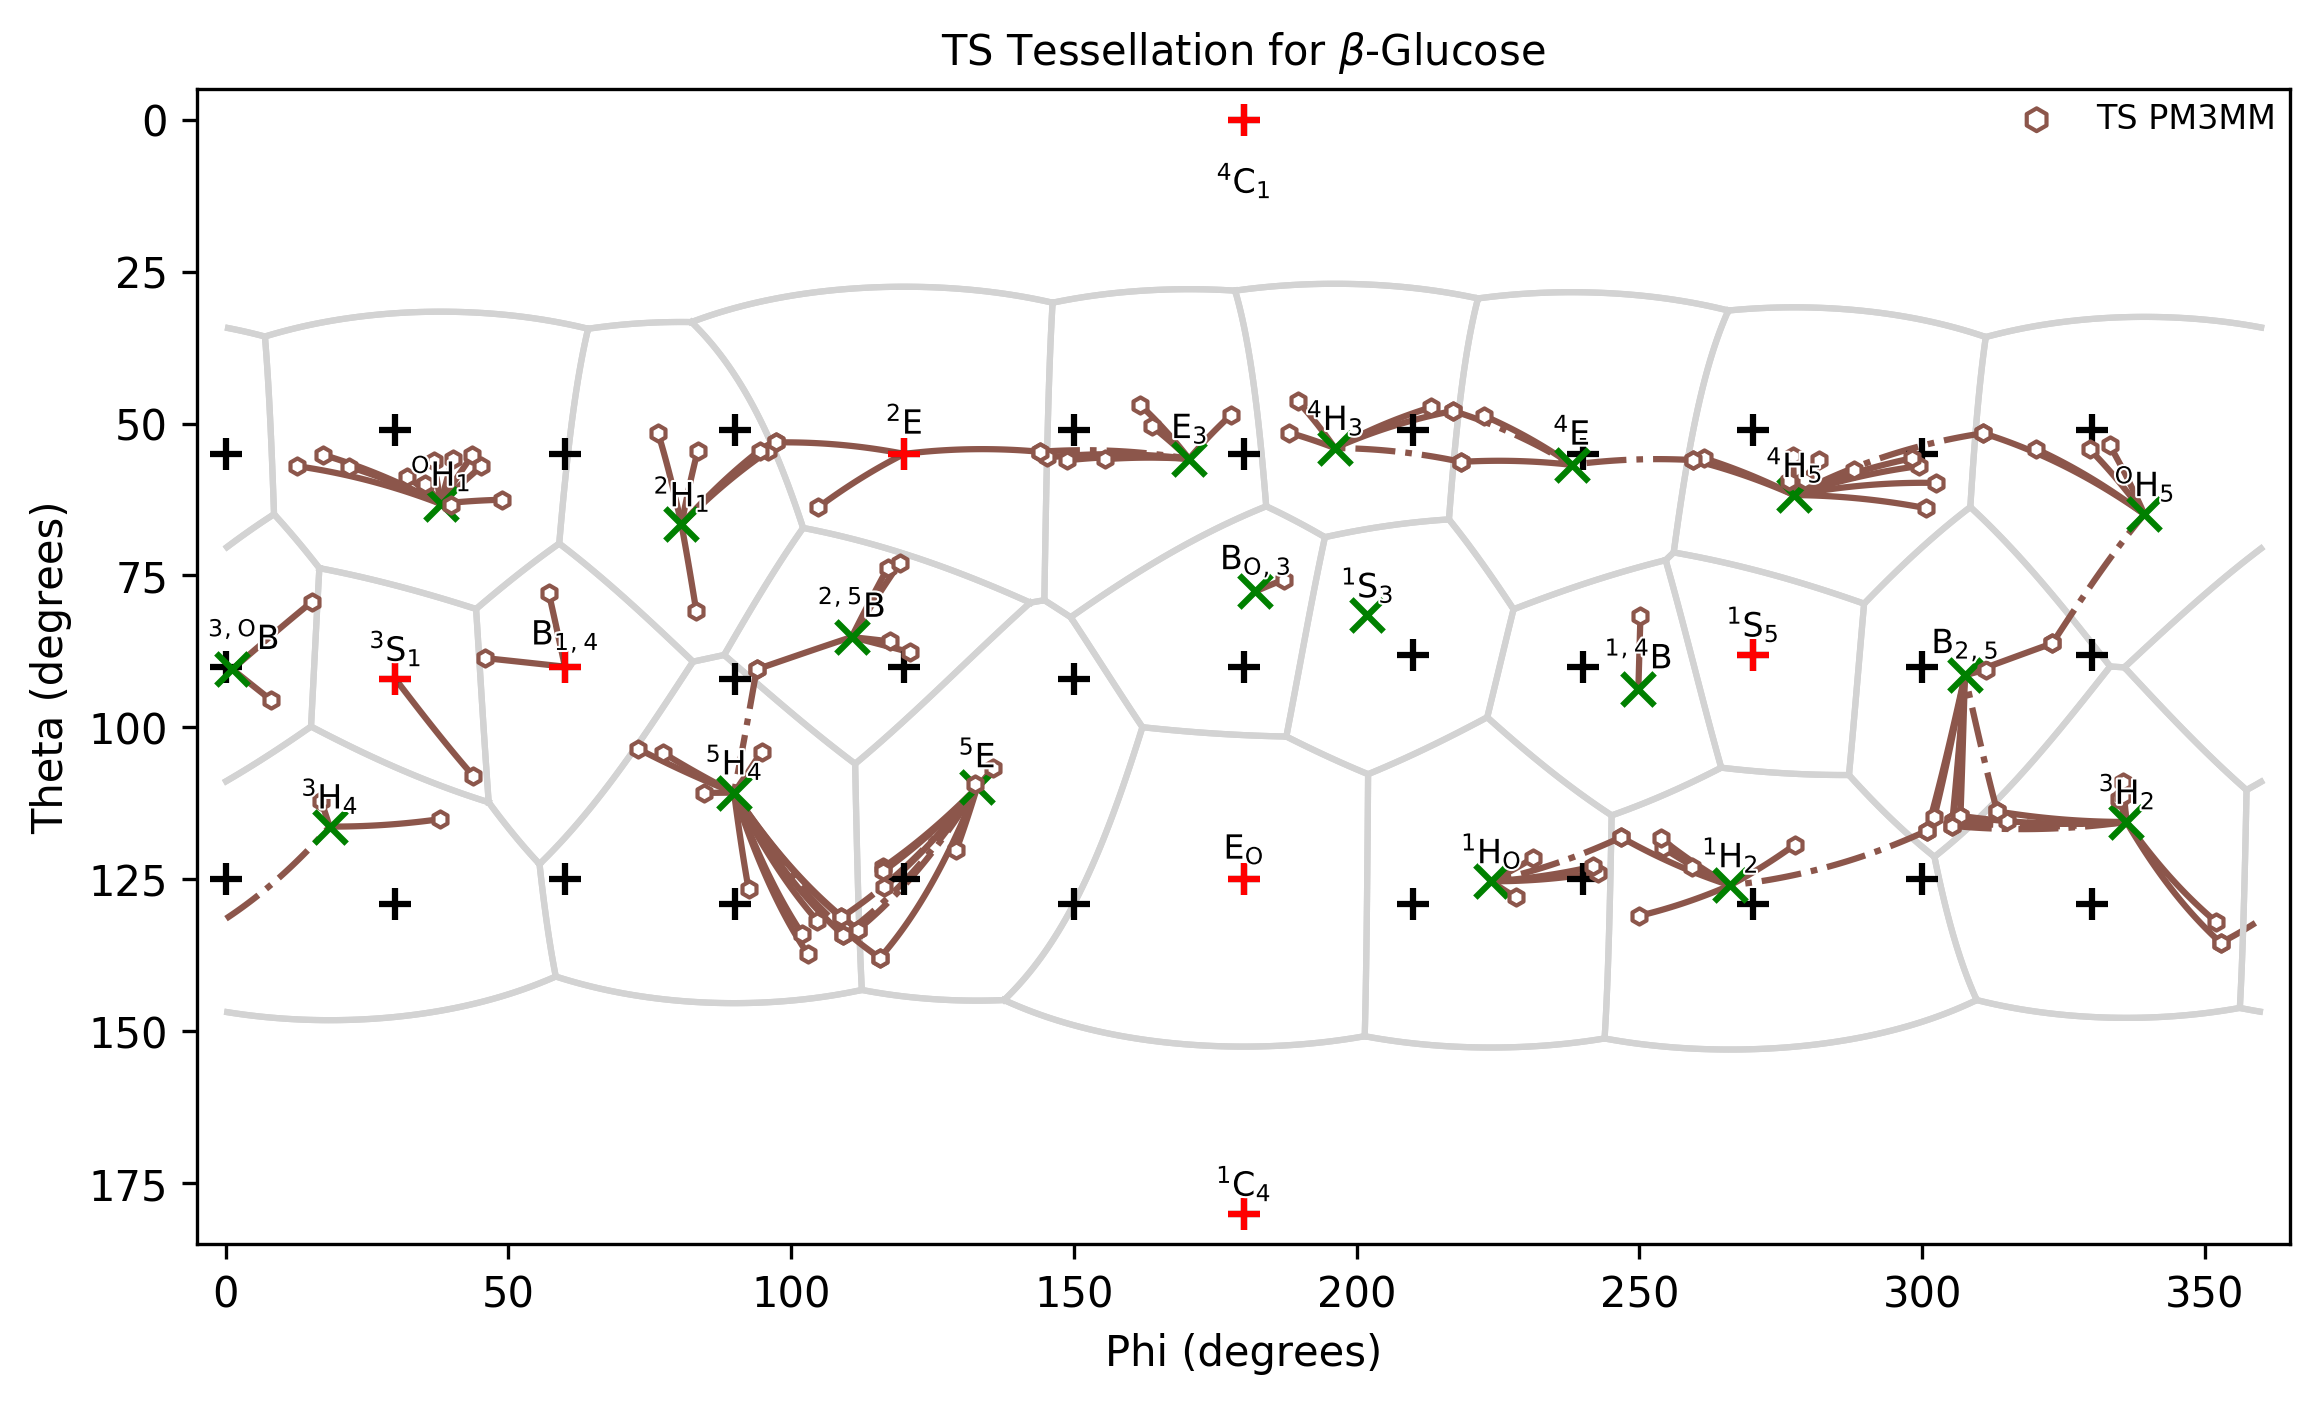 TS Tessellation for β-Glucose
TS PM3MM
⁴C₁
²E
E₃
⁴H₃
⁴E
⁴H₅
ᴼH₅
ᴼH₁
²H₁
B_{O,3}
¹S₃
²,⁵B
³,ᴼB
³S₁
B₁,₄
¹,⁴B
¹S₅
B₂,₅
⁵H₄
⁵E
³H₄
³H₂
E_O
¹H_O
¹H₂
¹C₄
0
25
50
75
100
125
150
175
Theta (degrees)
0 50 100 150 200 250 300 350
Phi (degrees)